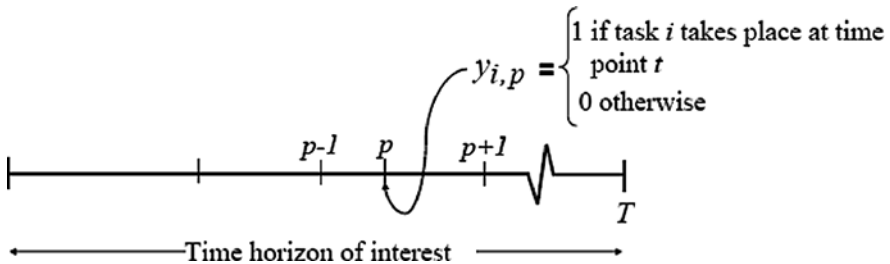 1 if task i takes place at time
y_{i,p} ≡ { point t
0 otherwise
p-1 p p+1
T
Time horizon of interest